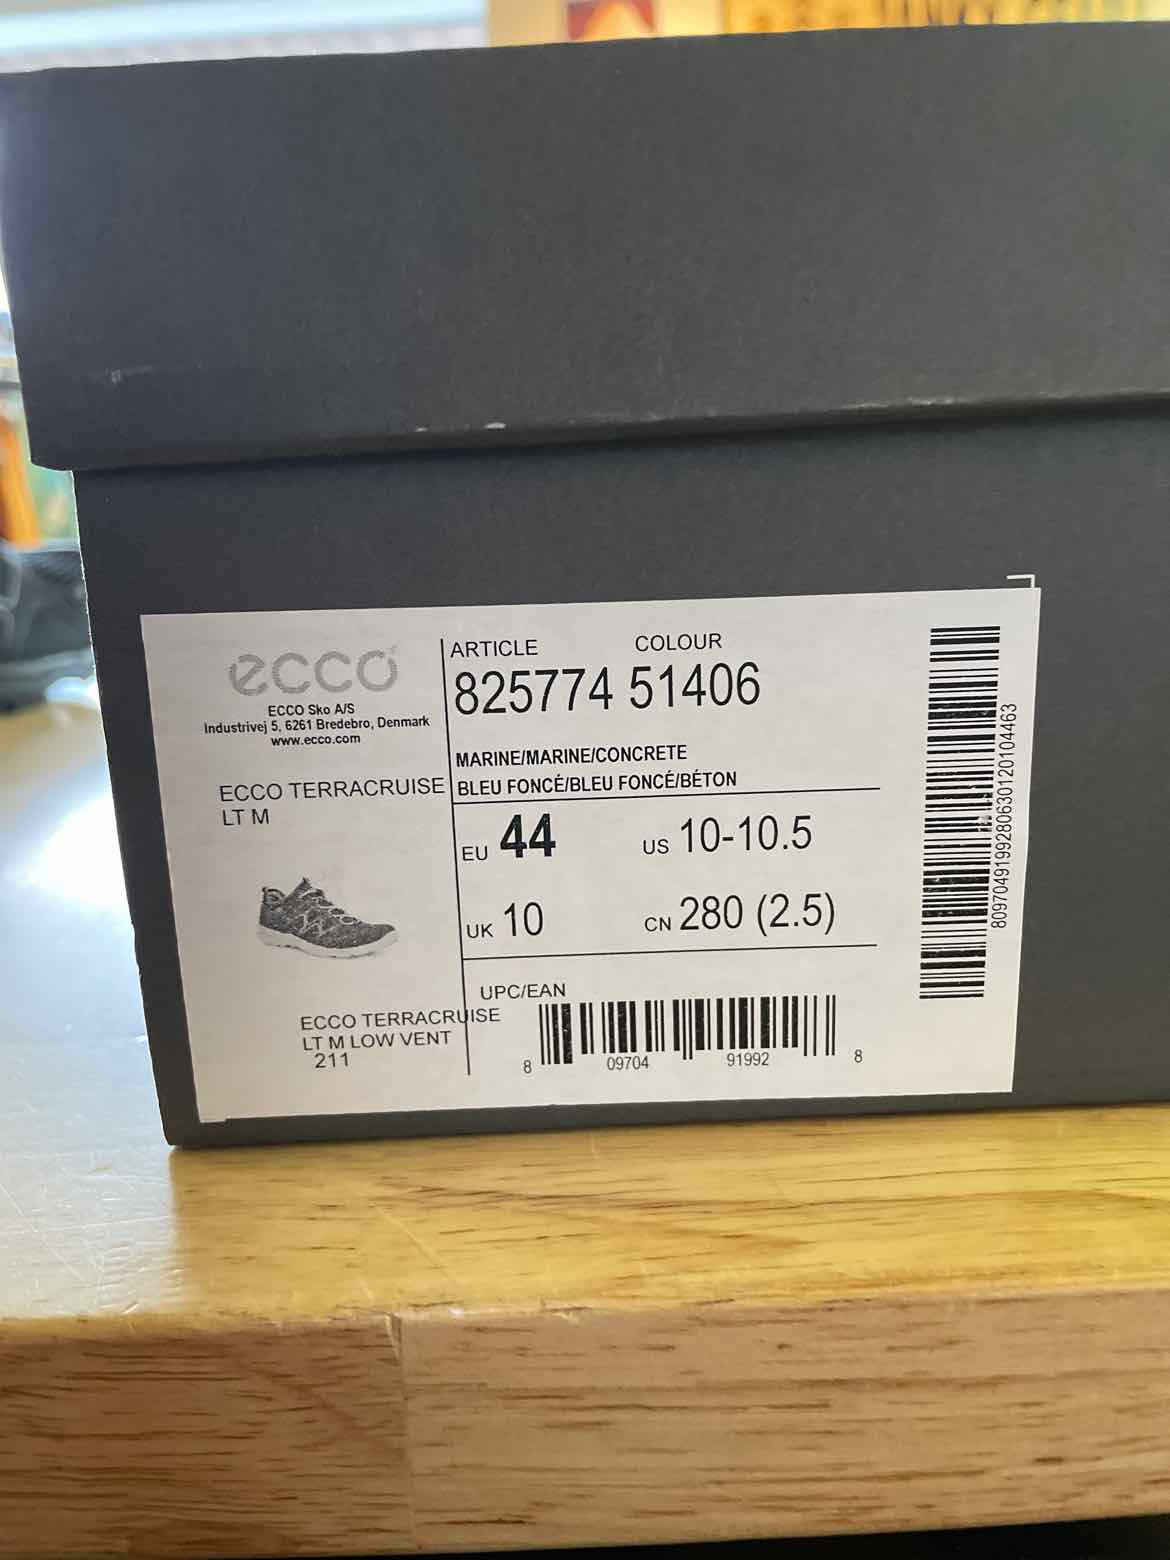 ecco
ECCO Sko A/S
Industrivej 5, 6261 Bredebro, Denmark
www.ecco.com
ECCO TERRACRUISE
LT M
ECCO TERRACRUISE
LT M LOW VENT
211
ARTICLE COLOUR
825774 51406
MARINE/MARINE/CONCRETE
BLEU FONCÉ/BLEU FONCÉ/BÉTON
EU 44 US 10-10.5
UK 10 CN 280 (2.5)
UPC/EAN
8 09704 91992 8
8097049199280630120104463